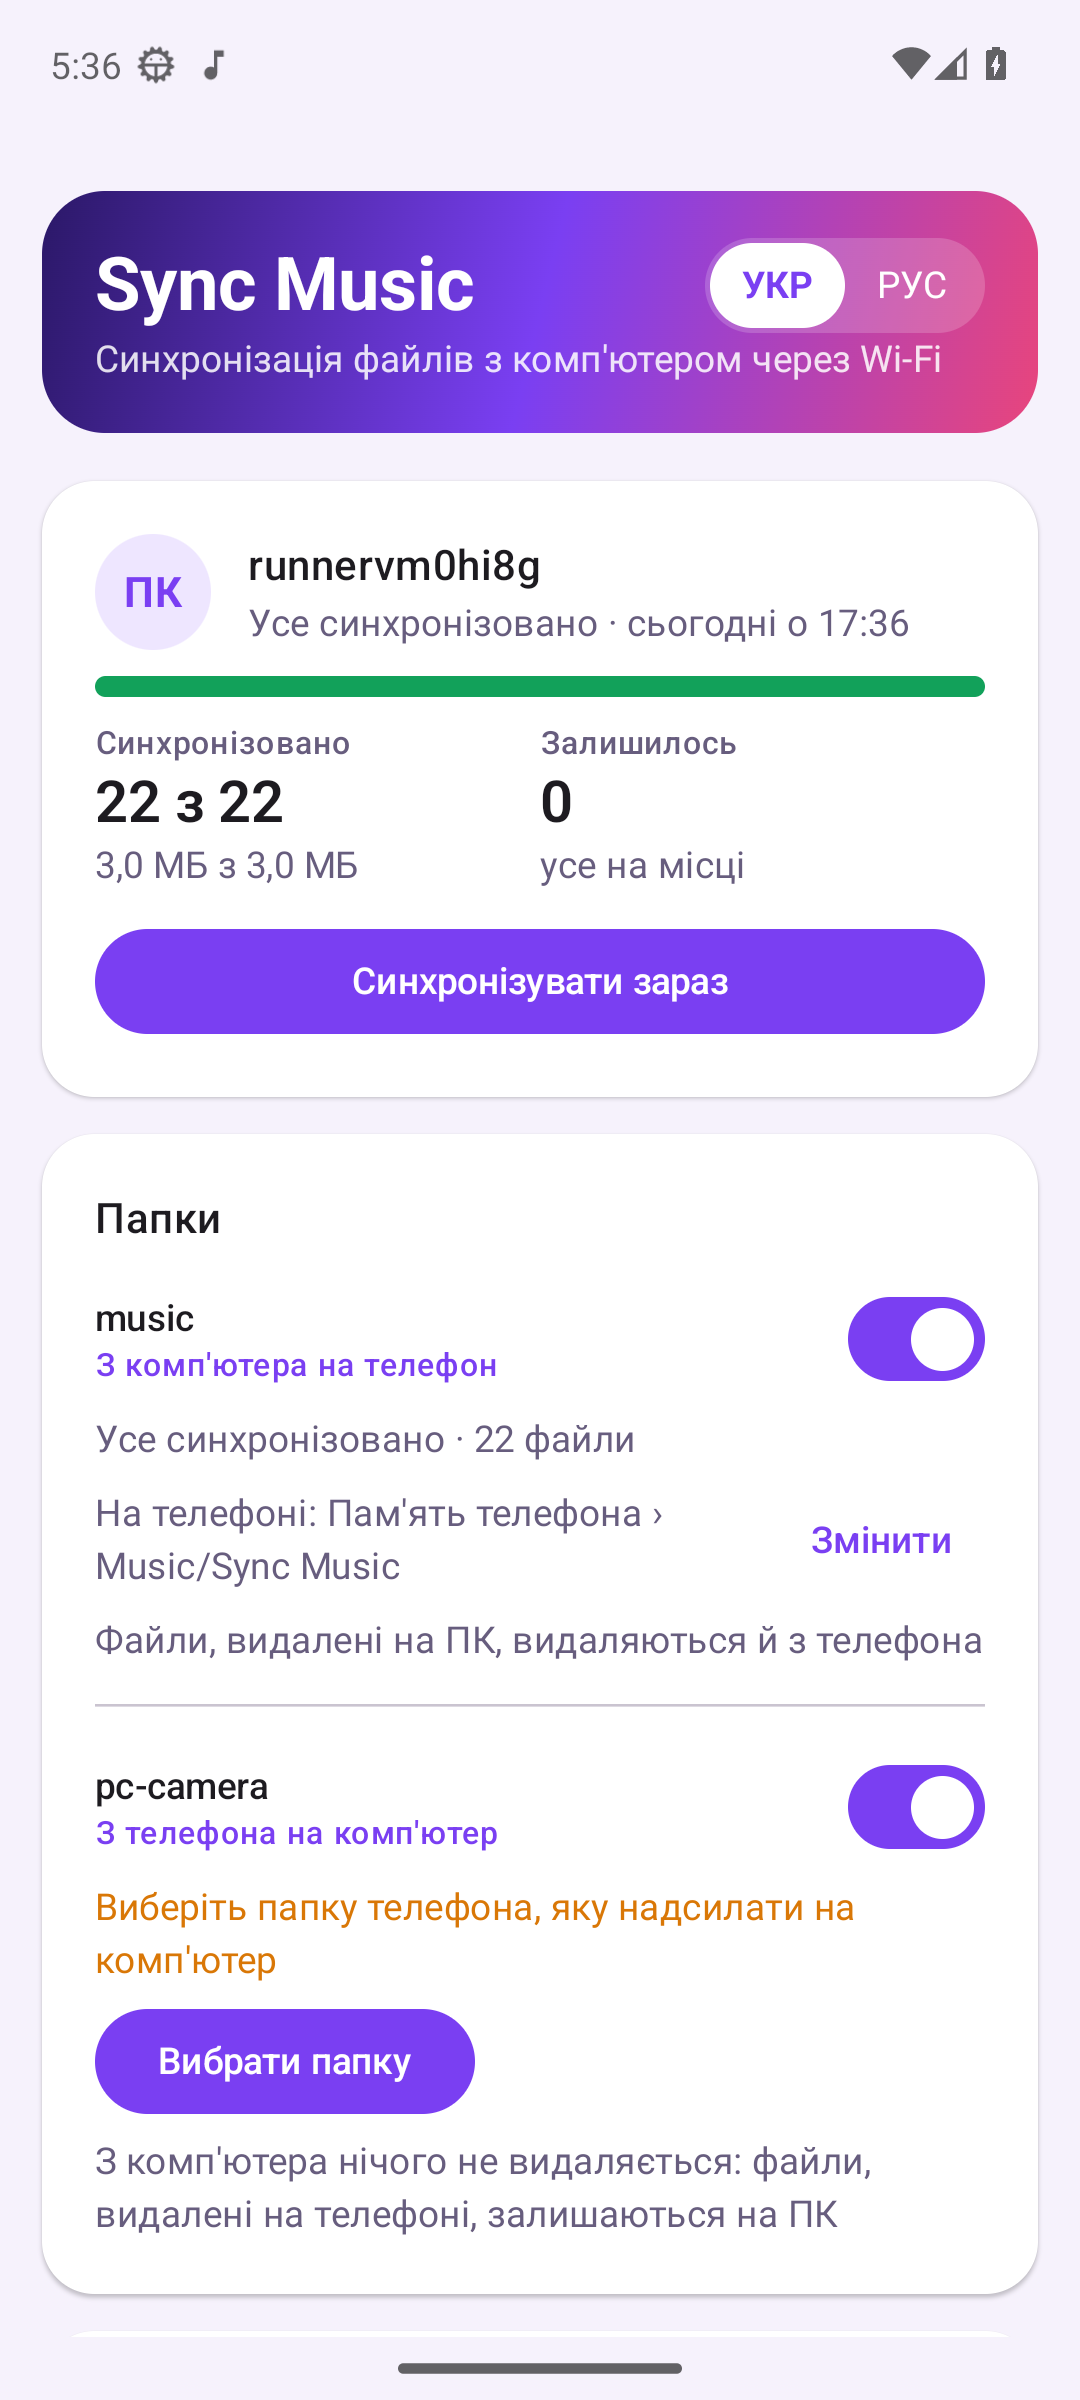 5:36
Sync Music
УКР
РУС
Синхронізація файлів з комп'ютером через Wi-Fi
ПК
runnervm0hi8g
Усе синхронізовано · сьогодні о 17:36
Синхронізовано
Залишилось
22 з 22
0
3,0 МБ з 3,0 МБ
усе на місці
Синхронізувати зараз
Папки
music
З комп'ютера на телефон
Усе синхронізовано · 22 файли
На телефоні: Пам'ять телефона ›
Music/Sync Music
Змінити
Файли, видалені на ПК, видаляються й з телефона
pc-camera
З телефона на комп'ютер
Виберіть папку телефона, яку надсилати на
комп'ютер
Вибрати папку
З комп'ютера нічого не видаляється: файли,
видалені на телефоні, залишаються на ПК